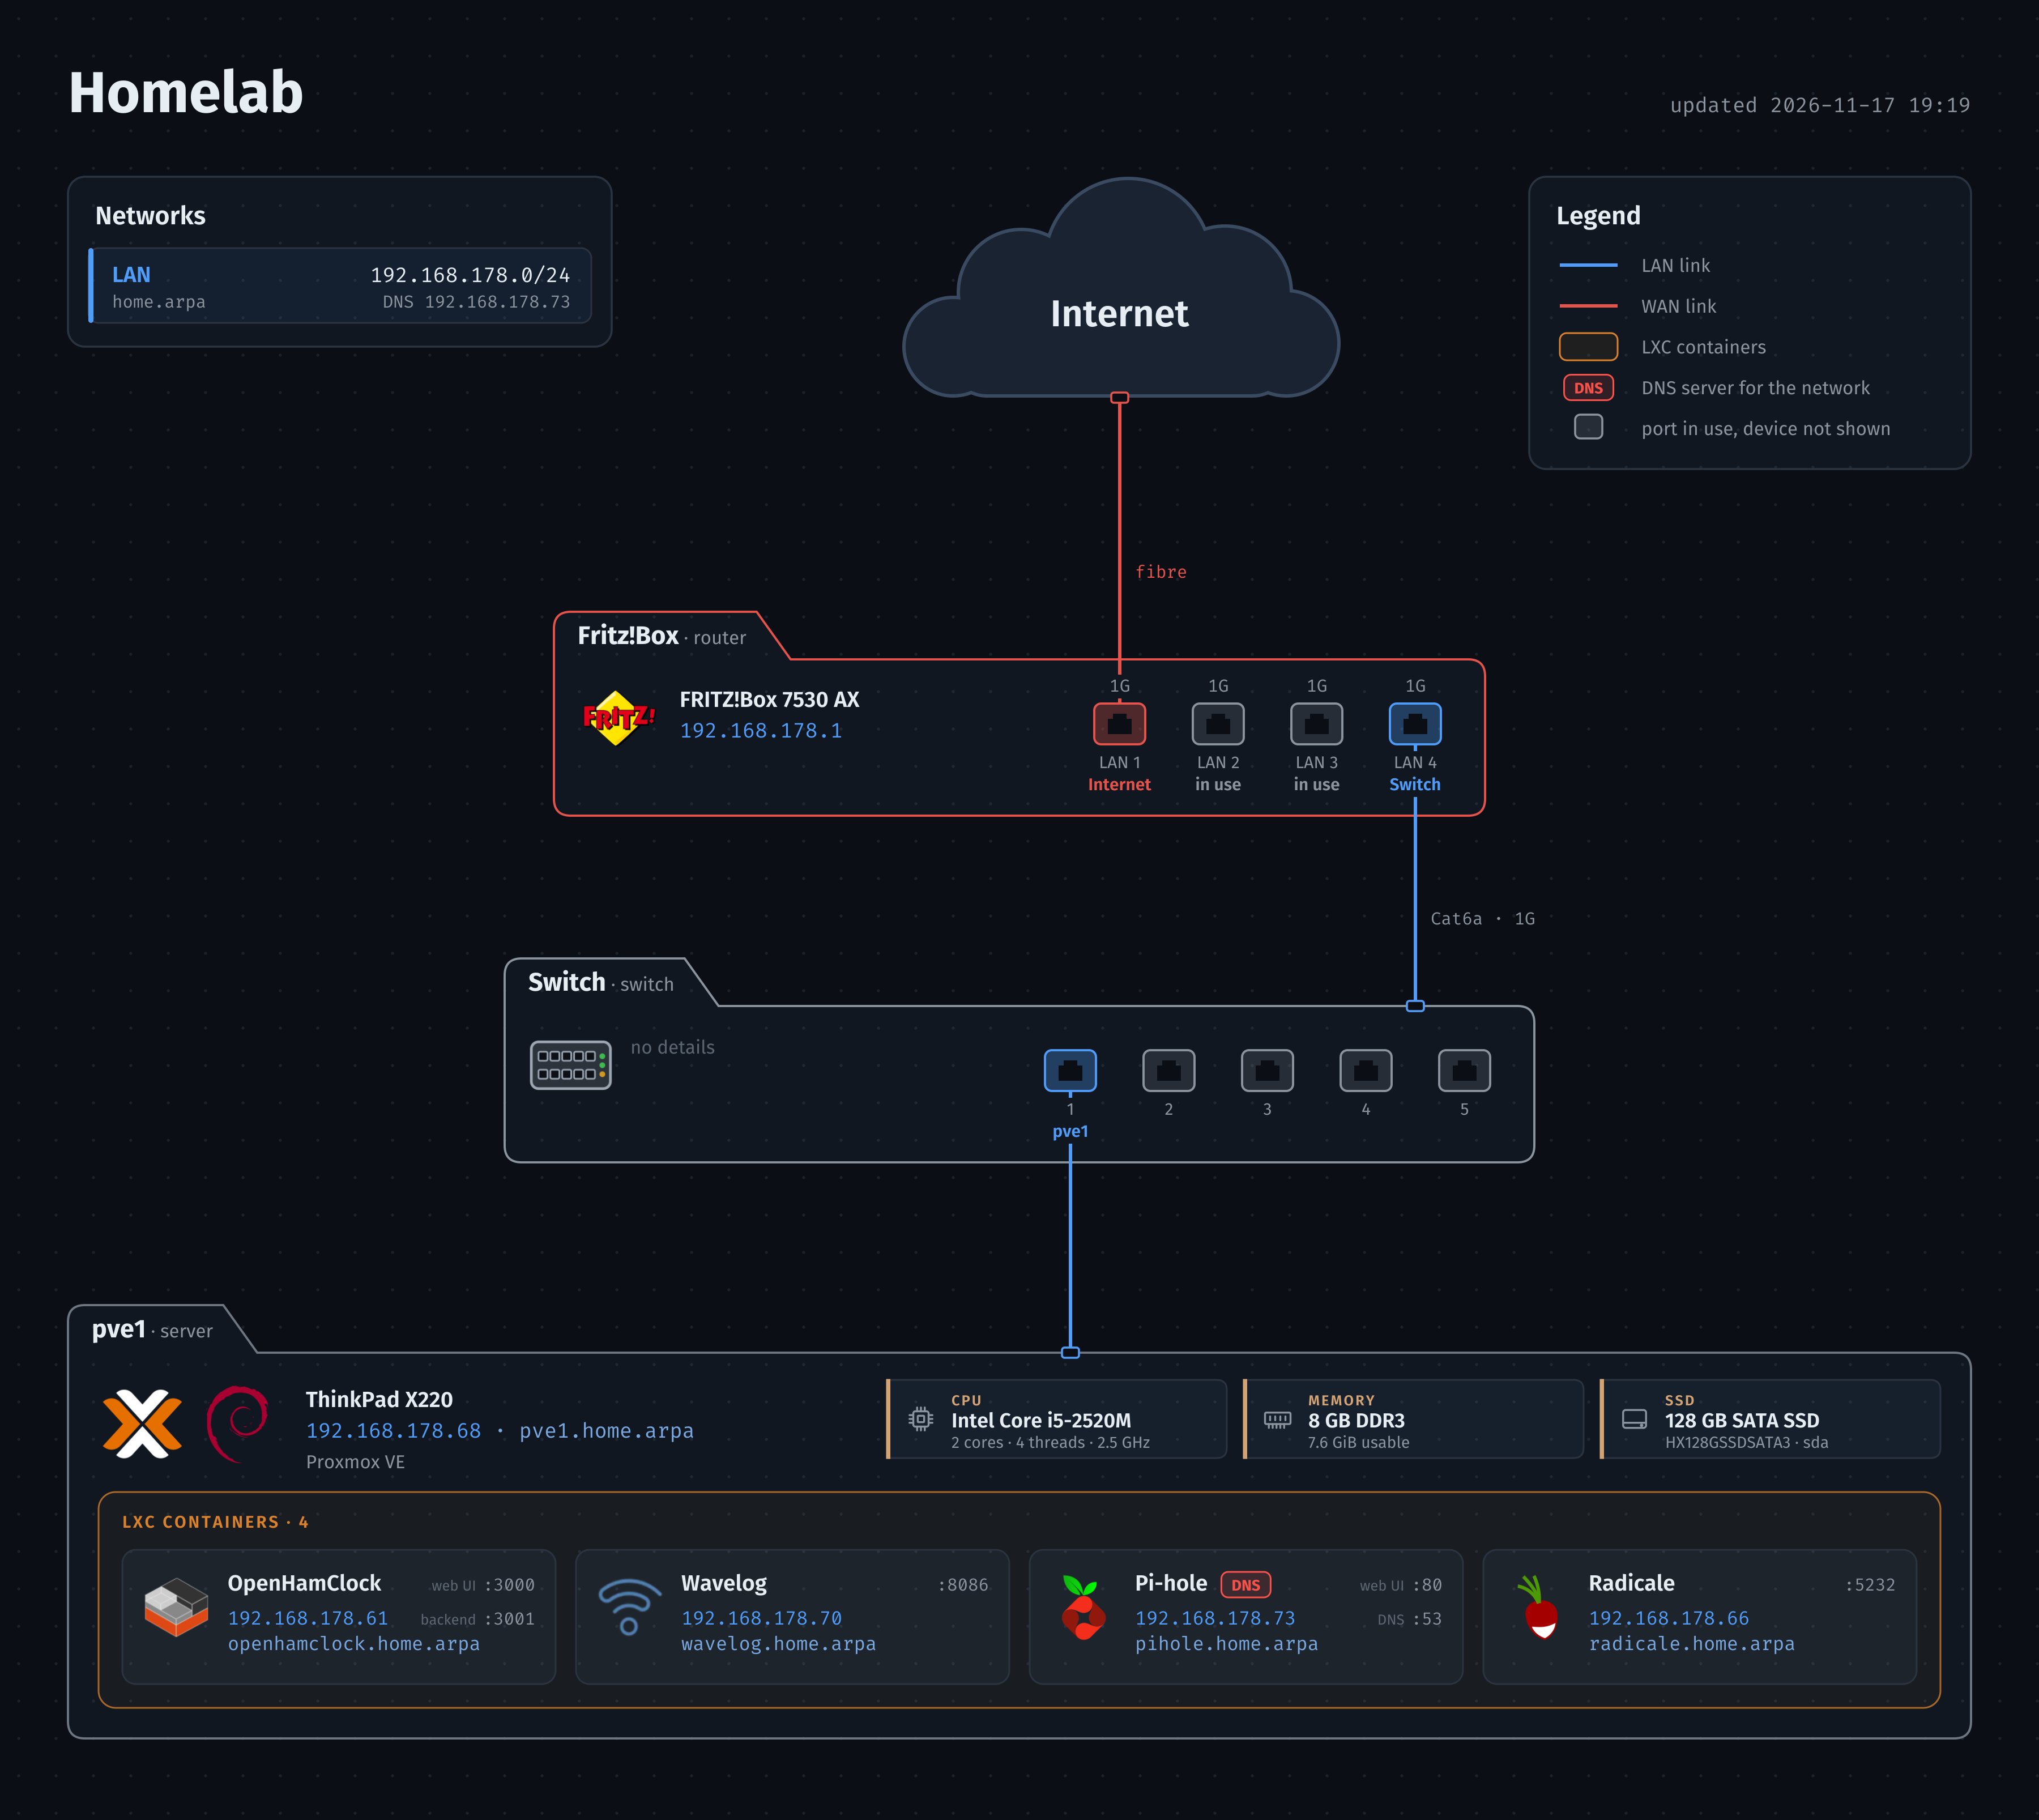 Homelab
updated 2026-11-17 19:19
Networks
LAN 192.168.178.0/24
home.arpa DNS 192.168.178.73
Internet
Legend
LAN link
WAN link
LXC containers
DNS DNS server for the network
port in use, device not shown
fibre
Fritz!Box · router
FRITZ!
FRITZ!Box 7530 AX
192.168.178.1
1G 1G 1G 1G
LAN 1 LAN 2 LAN 3 LAN 4
Internet in use in use Switch
Cat6a · 1G
Switch · switch
no details
1 2 3 4 5
pve1
pve1 · server
ThinkPad X220
192.168.178.68 · pve1.home.arpa
Proxmox VE
CPU
Intel Core i5-2520M
2 cores · 4 threads · 2.5 GHz
MEMORY
8 GB DDR3
7.6 GiB usable
SSD
128 GB SATA SSD
HX128GSSDSATA3 · sda
LXC CONTAINERS · 4
OpenHamClock web UI :3000
192.168.178.61 backend :3001
openhamclock.home.arpa
Wavelog :8086
192.168.178.70
wavelog.home.arpa
Pi-hole DNS web UI :80
192.168.178.73 DNS :53
pihole.home.arpa
Radicale :5232
192.168.178.66
radicale.home.arpa